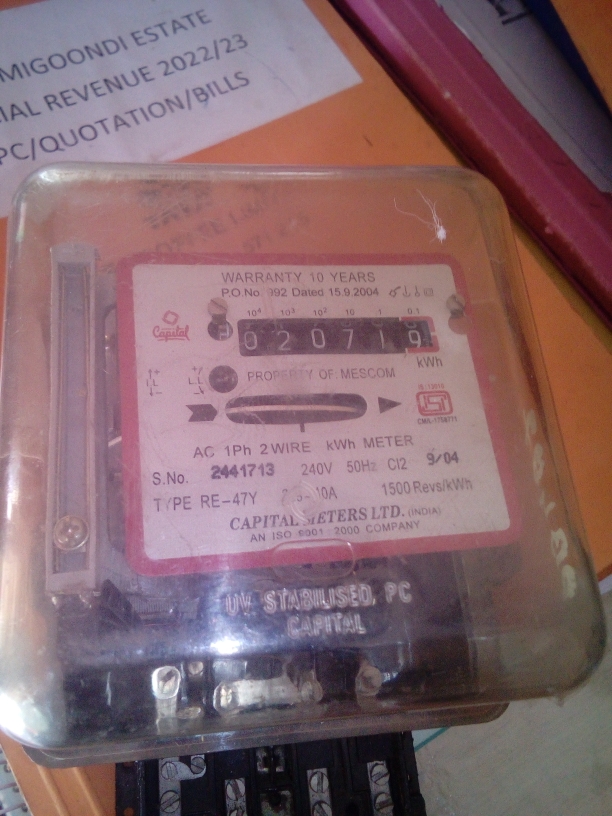 MIGOONDI ESTATE
IAL REVENUE 2022/23
PC/QUOTATION/BILLS
WARRANTY 10 YEARS
P.O No. 992 Dated 15.9.2004
10⁴ 10³ 10² 10 1 0.1
Capital
0 2 0 7 1 9
kWh
PROPERTY OF MESCOM
AC 1Ph 2 WIRE kWh METER
S.No. 2441713 240V 50Hz Cl2 9/04
TYPE RE-47Y 10A 1500 Revs/kWh
CAPITAL METERS LTD. (INDIA)
AN ISO 9001 : 2000 COMPANY
UV STABILISED, PC
CAPITAL